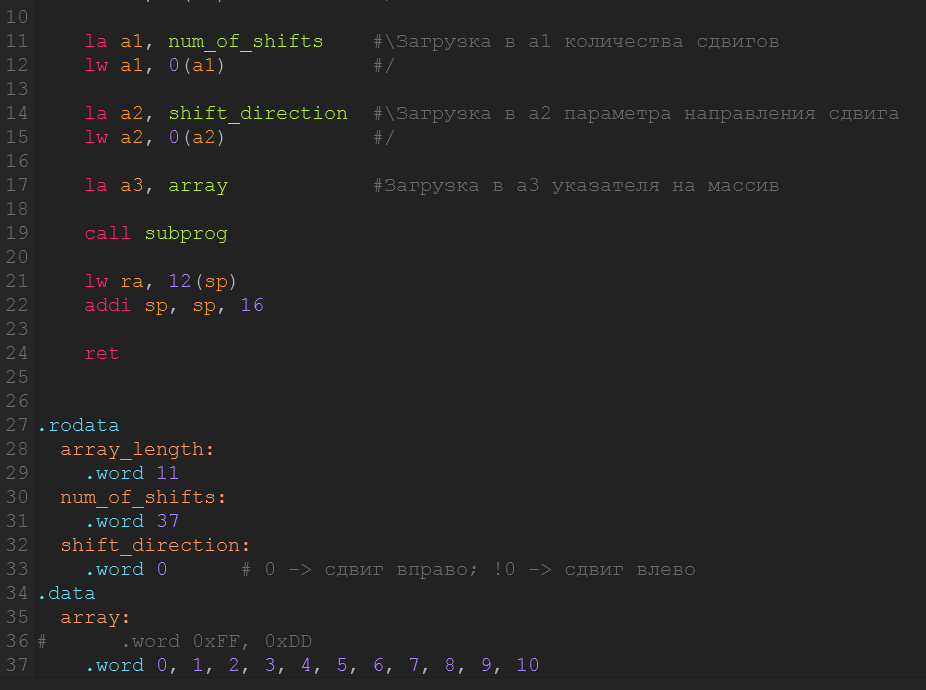 10
11 la a1, num_of_shifts #\Загрузка в a1 количества сдвигов
12 lw a1, 0(a1) #/
13
14 la a2, shift_direction #\Загрузка в a2 параметра направления сдвига
15 lw a2, 0(a2) #/
16
17 la a3, array #Загрузка в a3 указателя на массив
18
19 call subprog
20
21 lw ra, 12(sp)
22 addi sp, sp, 16
23
24 ret
25
26
27 .rodata
28 array_length:
29 .word 11
30 num_of_shifts:
31 .word 37
32 shift_direction:
33 .word 0 # 0 -> сдвиг вправо; !0 -> сдвиг влево
34 .data
35 array:
36 # .word 0xFF, 0xDD
37 .word 0, 1, 2, 3, 4, 5, 6, 7, 8, 9, 10